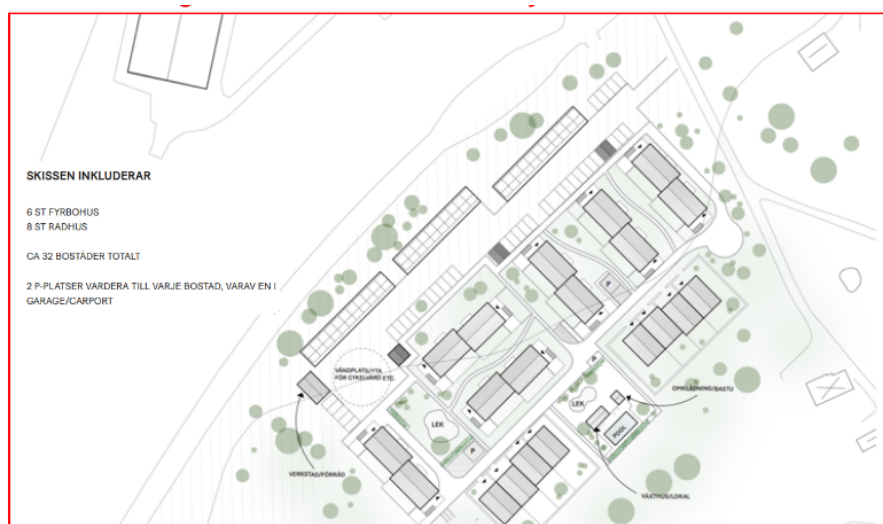 SKISSEN INKLUDERAR
6 ST FYRBOHUS
8 ST RADHUS
CA 32 BOSTÄDER TOTALT
2 P-PLATSER VARDERA TILL VARJE BOSTAD, VARAV EN I
GARAGE/CARPORT
VÄNDPLATS/YTA
FÖR CYKELVÅRD ETC.
LEK
VERKSTAD/FÖRRÅD
LEK
OMKLÄDNING/BASTU
POOL
VÄXTHUS/LOKAL